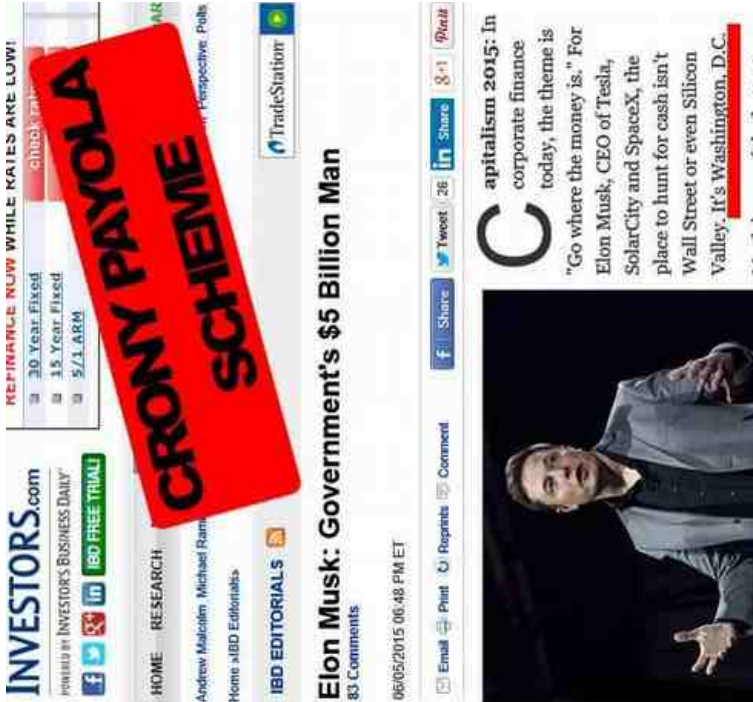 REFINANCE NOW WHILE RATES ARE LOW!
30 Year Fixed
15 Year Fixed
5/1 ARM
INVESTORS.com
POWERED BY INVESTOR'S BUSINESS DAILY
IBD FREE TRIAL!
CRONY PAYOLA
SCHEME
HOME RESEARCH
Andrew Malcolm Michael Perspective Polls
Home »IBD Editorials»
IBD EDITORIALS
TradeStation
Elon Musk: Government's $5 Billion Man
83 Comments
06/05/2015 06:48 PM ET
Email Print Reprints Comment
Share Tweet 26 in Share 8+1 Pin it
Capitalism 2015: In
corporate finance
today, the theme is
"Go where the money is." For
Elon Musk, CEO of Tesla,
SolarCity and SpaceX, the
place to hunt for cash isn't
Wall Street or even Silicon
Valley. It's Washington, D.C.